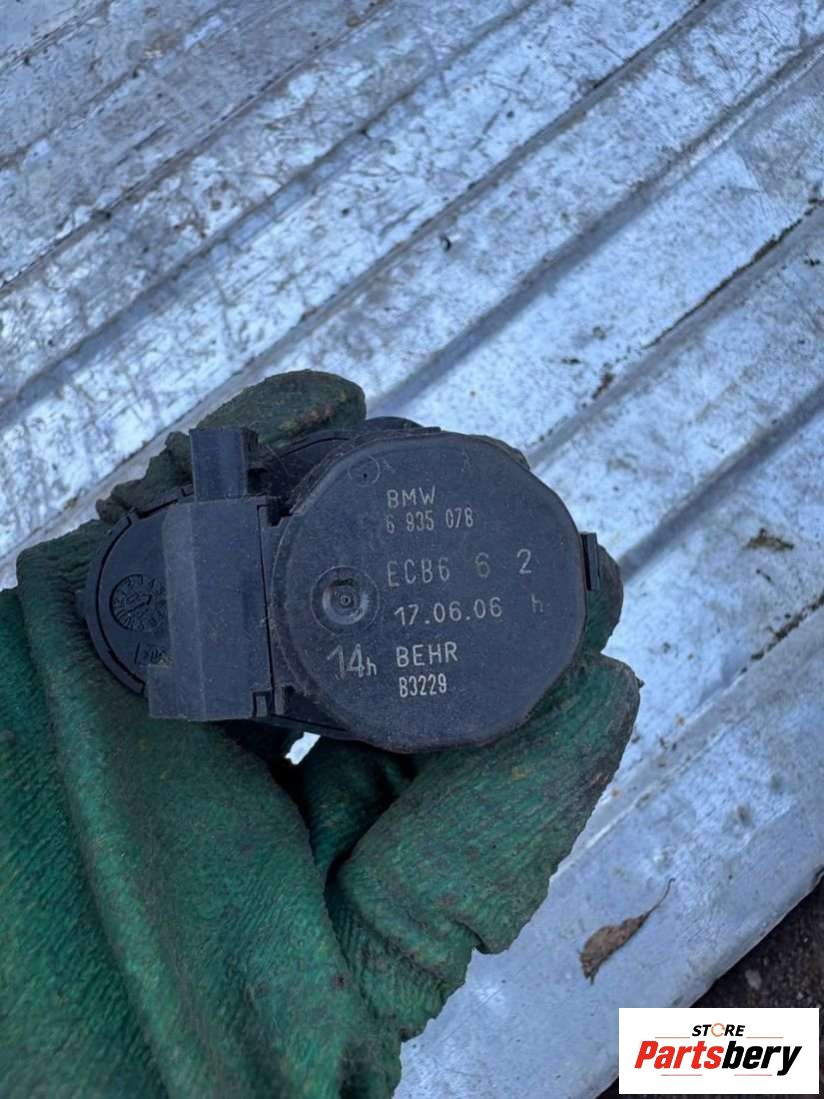 BMW
6 935 078
ECB6 6 2
17.06.06 h
14h BEHR
B3229
STORE
Partsbery